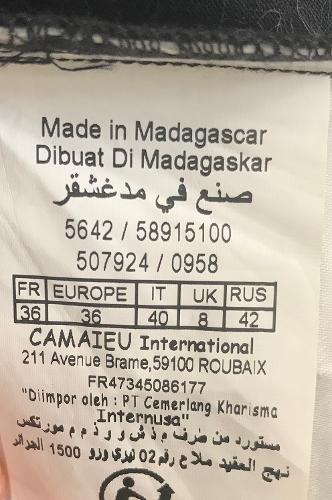 Made in Madagascar
Dibuat Di Madagaskar
صنع في مدغشقر
5642 / 58915100
507924 / 0958
FR EUROPE IT UK RUS
36 36 40 8 42
CAMAIEU International
211 Avenue Brame,59100 ROUBAIX
FR47345086177
"Diimpor oleh : PT Cemerlang Kharisma
Internusa"
مستورد من طرف م ذ ش و ر ذ م م مورتكس
نهج العقيد ملاح رقم 02 تيزي وزو 1500 الجزائر